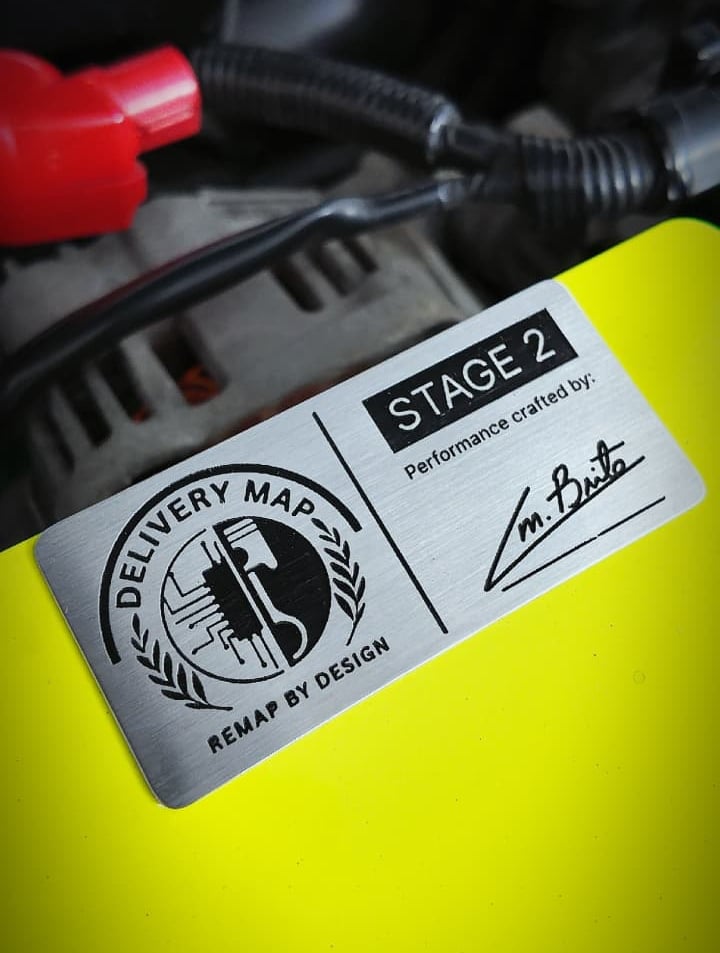 DELIVERY MAP
REMAP BY DESIGN
STAGE 2
Performance crafted by:
M. Brito